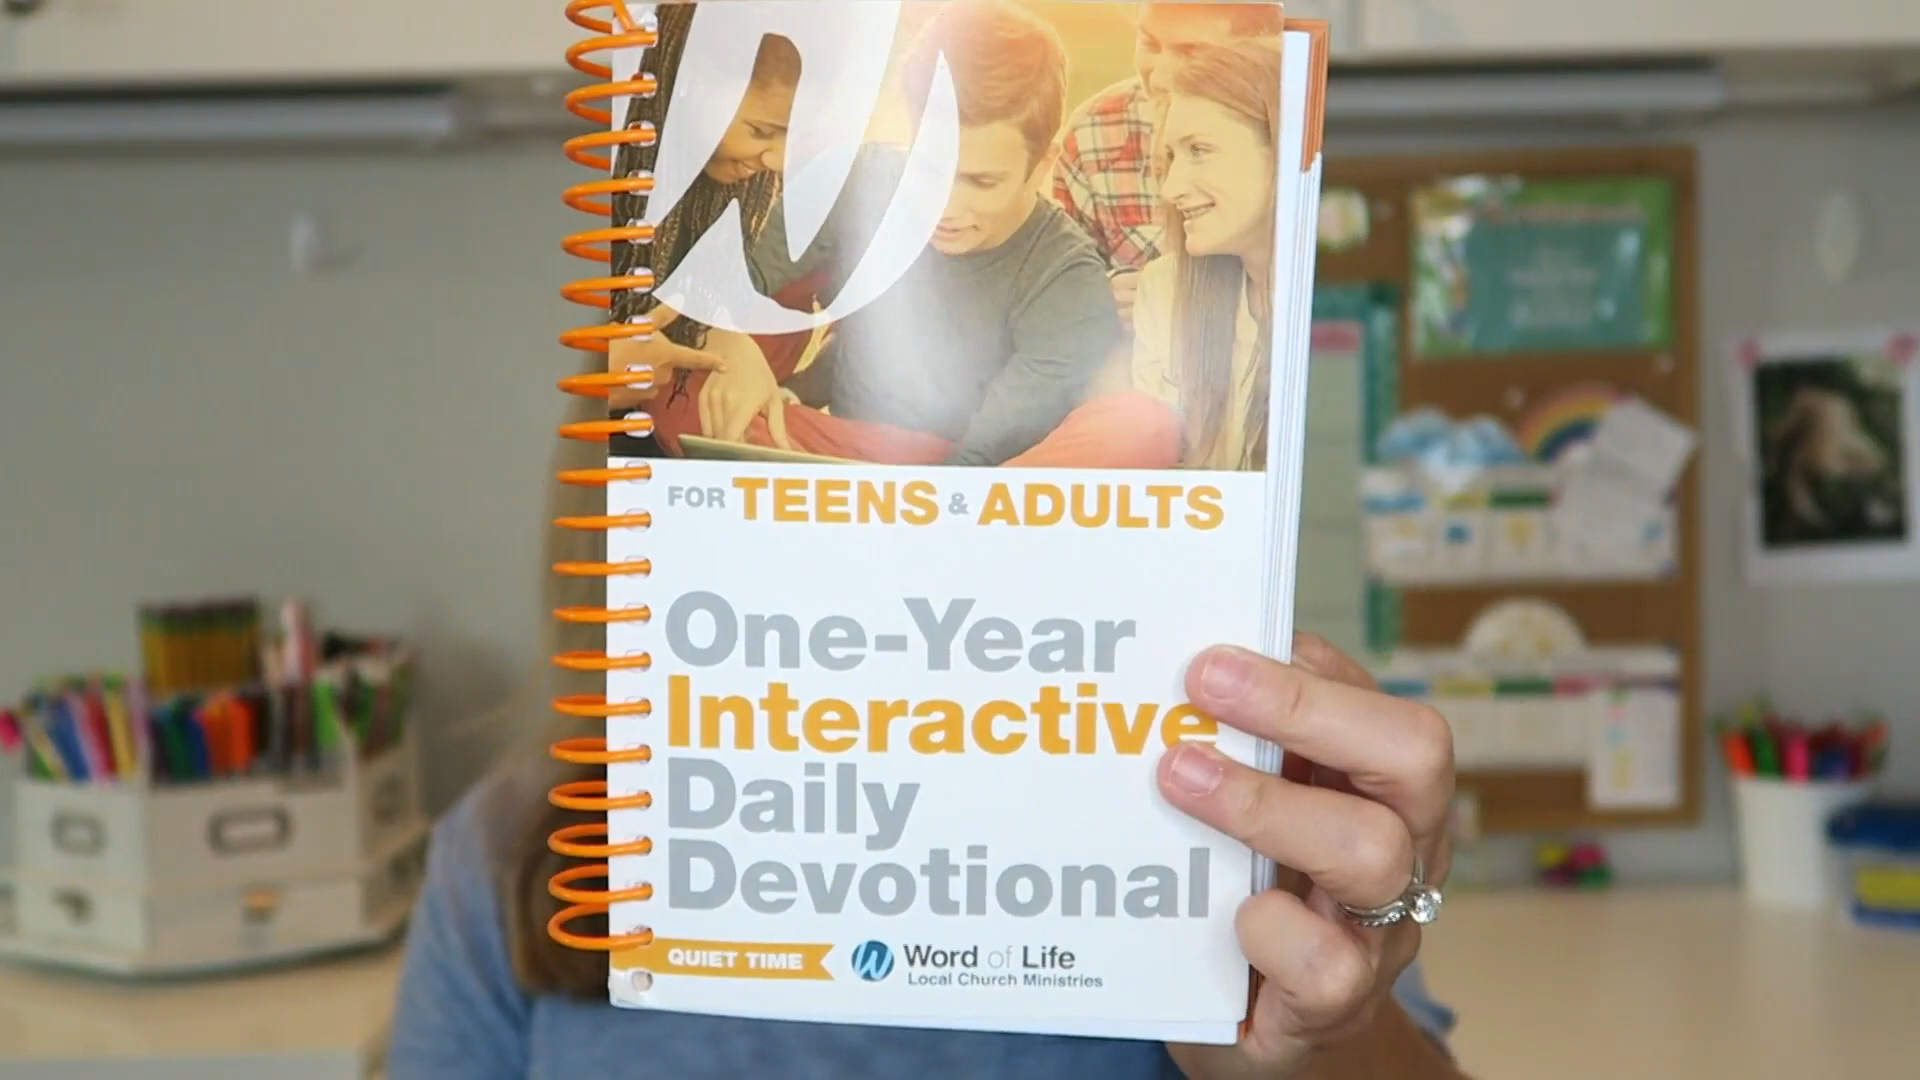 FOR TEENS & ADULTS
One-Year
Interactive
Daily
Devotional
QUIET TIME
Word of Life
Local Church Ministries